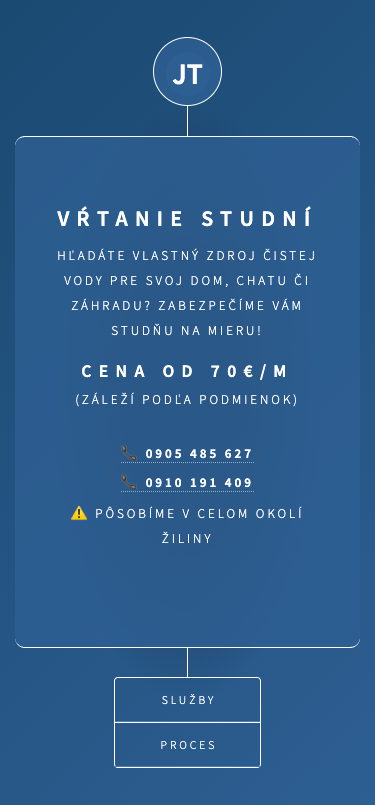 JT
VŔTANIE STUDNÍ
HĽADÁTE VLASTNÝ ZDROJ ČISTEJ
VODY PRE SVOJ DOM, CHATU ČI
ZÁHRADU? ZABEZPEČÍME VÁM
STUDŇU NA MIERU!
CENA OD 70€/M
(ZÁLEŽÍ PODĽA PODMIENOK)
📞 0905 485 627
📞 0910 191 409
⚠️ PÔSOBÍME V CELOM OKOLÍ
ŽILINY
SLUŽBY
PROCES